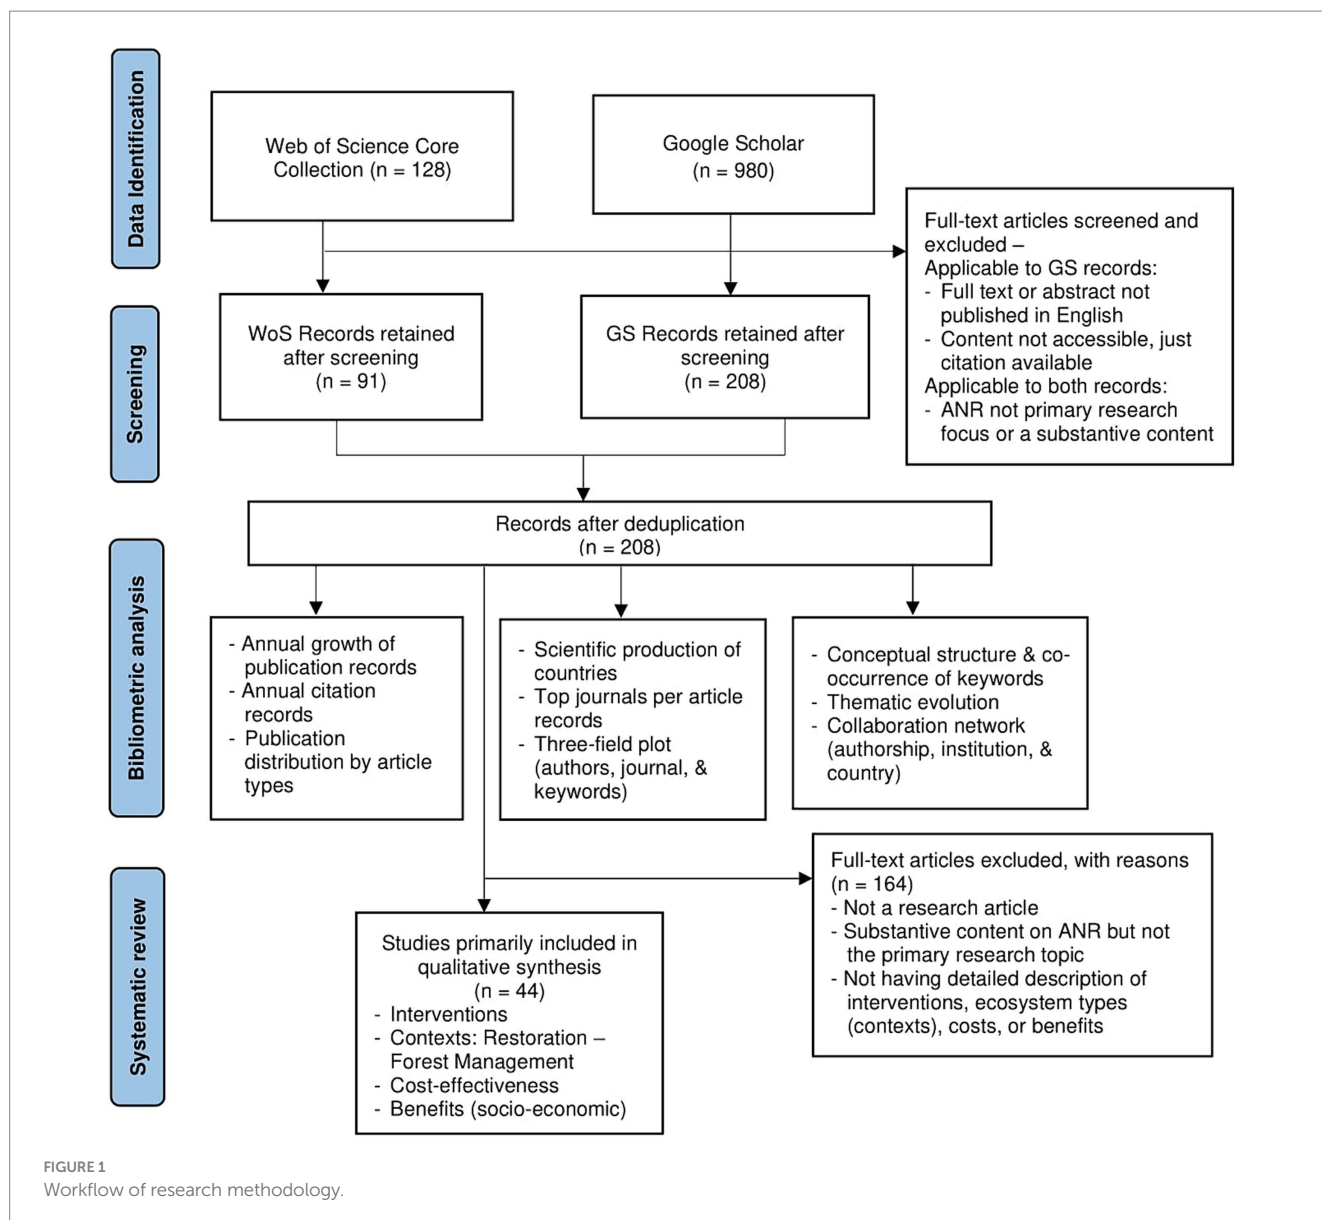 Data Identification
Web of Science Core
Collection (n = 128)
Google Scholar
(n = 980)
Full-text articles screened and
excluded –
Applicable to GS records:
- Full text or abstract not
published in English
- Content not accessible, just
citation available
Applicable to both records:
- ANR not primary research
focus or a substantive content
Screening
WoS Records retained
after screening
(n = 91)
GS Records retained after
screening
(n = 208)
Records after deduplication
(n = 208)
Bibliometric analysis
- Annual growth of
publication records
- Annual citation
records
- Publication
distribution by article
types
- Scientific production of
countries
- Top journals per article
records
- Three-field plot
(authors, journal, &
keywords)
- Conceptual structure & co-
occurrence of keywords
- Thematic evolution
- Collaboration network
(authorship, institution, &
country)
Systematic review
Studies primarily included in
qualitative synthesis
(n = 44)
- Interventions
- Contexts: Restoration –
Forest Management
- Cost-effectiveness
- Benefits (socio-economic)
Full-text articles excluded, with reasons
(n = 164)
- Not a research article
- Substantive content on ANR but not
the primary research topic
- Not having detailed description of
interventions, ecosystem types
(contexts), costs, or benefits
FIGURE 1
Workflow of research methodology.